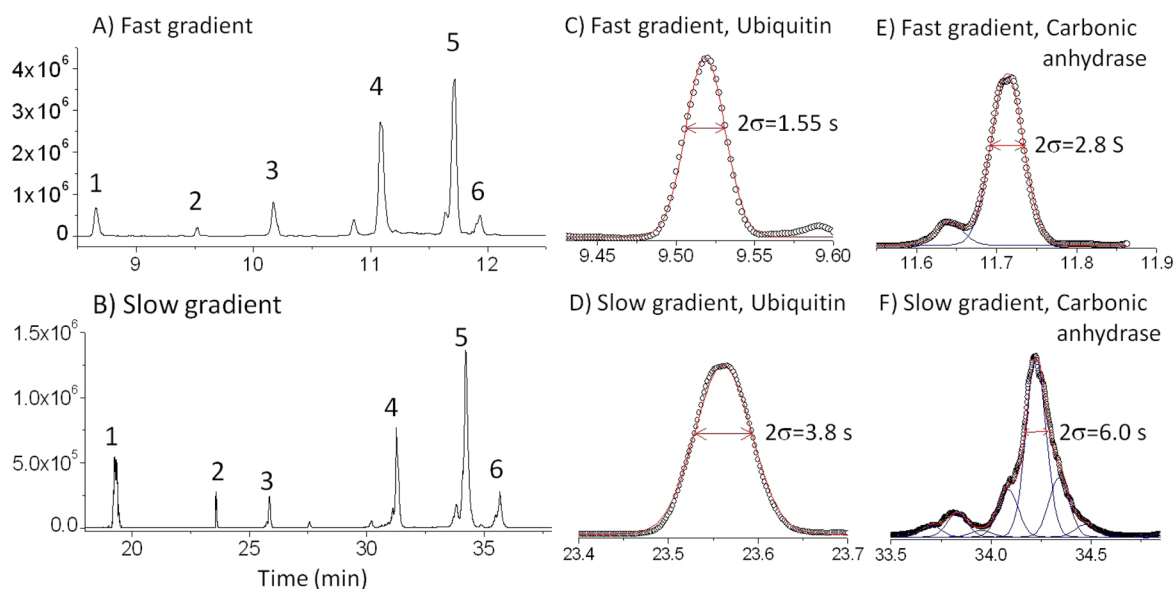 A) Fast gradient
4x10⁶
3x10⁶
2x10⁶
1x10⁶
0
1
2
3
4
5
6
9
10
11
12
B) Slow gradient
1.5x10⁶
1.0x10⁶
5.0x10⁵
0.0
1
2
3
4
5
6
20
25
30
35
Time (min)
C) Fast gradient, Ubiquitin
2σ=1.55 s
9.45
9.50
9.55
9.60
D) Slow gradient, Ubiquitin
2σ=3.8 s
23.4
23.5
23.6
23.7
E) Fast gradient, Carbonic
anhydrase
2σ=2.8 S
11.6
11.7
11.8
11.9
F) Slow gradient, Carbonic
anhydrase
2σ=6.0 s
33.5
34.0
34.5